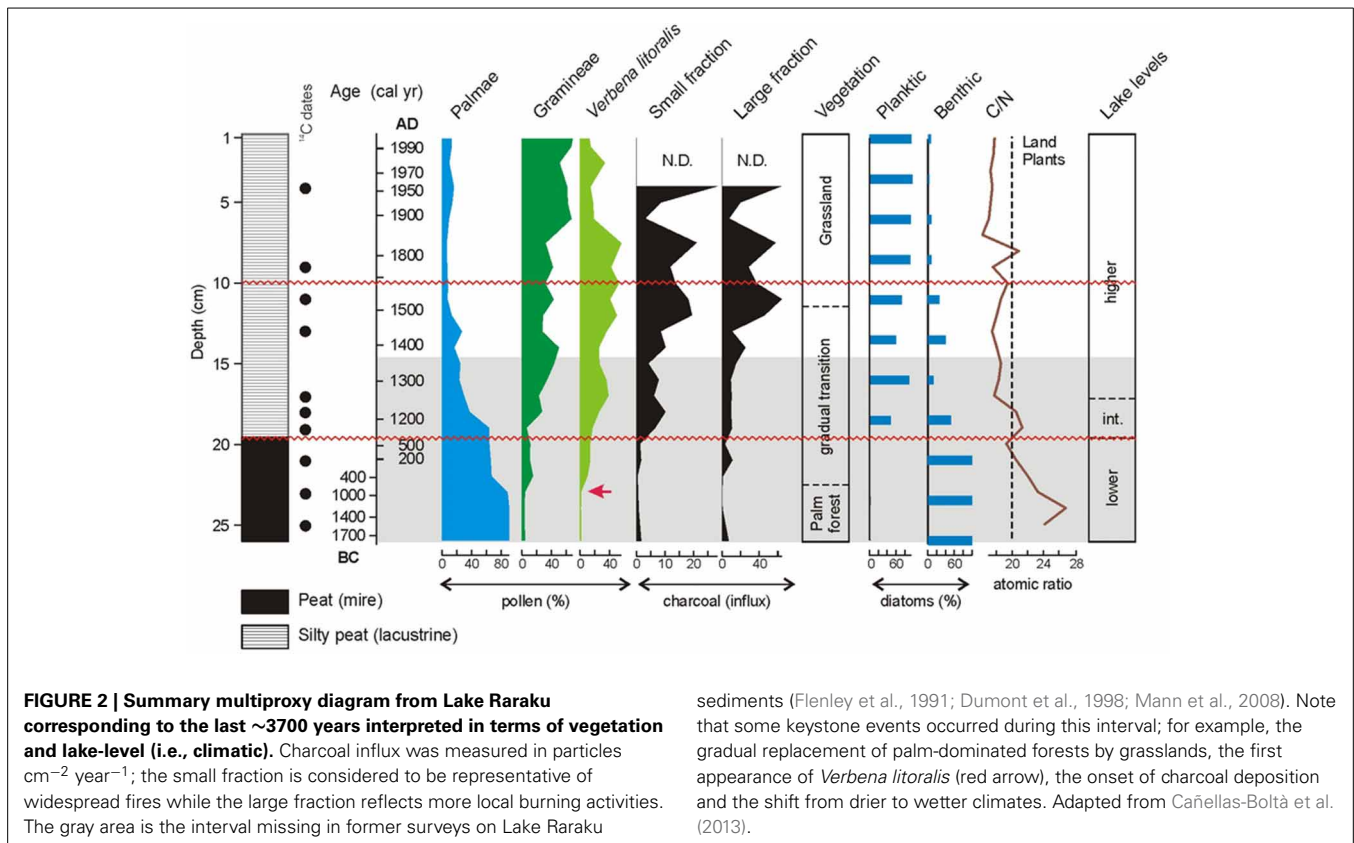 Palmae
Gramineae
Verbena litoralis
Small fraction
Large fraction
Vegetation
Planktic
Benthic
C/N
Lake levels
¹⁴C dates
Age (cal yr)
AD
Depth (cm)
1
5
10
15
20
25
1990
1970
1950
1900
1800
1500
1400
1300
1200
500
200
400
1000
1400
1700
BC
N.D.
N.D.
Grassland
gradual transition
Palm forest
Land
Plants
higher
int.
lower
0 40 80
0 40
0
0 10 20
0 40
0 60
0 60
20 24 28
pollen (%)
charcoal (influx)
diatoms (%)
atomic ratio
Peat (mire)
Silty peat (lacustrine)
FIGURE 2 | Summary multiproxy diagram from Lake Raraku
corresponding to the last ~3700 years interpreted in terms of vegetation
and lake-level (i.e., climatic). Charcoal influx was measured in particles
cm⁻² year⁻¹; the small fraction is considered to be representative of
widespread fires while the large fraction reflects more local burning activities.
The gray area is the interval missing in former surveys on Lake Raraku
sediments (Flenley et al., 1991; Dumont et al., 1998; Mann et al., 2008). Note
that some keystone events occurred during this interval; for example, the
gradual replacement of palm-dominated forests by grasslands, the first
appearance of Verbena litoralis (red arrow), the onset of charcoal deposition
and the shift from drier to wetter climates. Adapted from Cañellas-Boltà et al.
(2013).